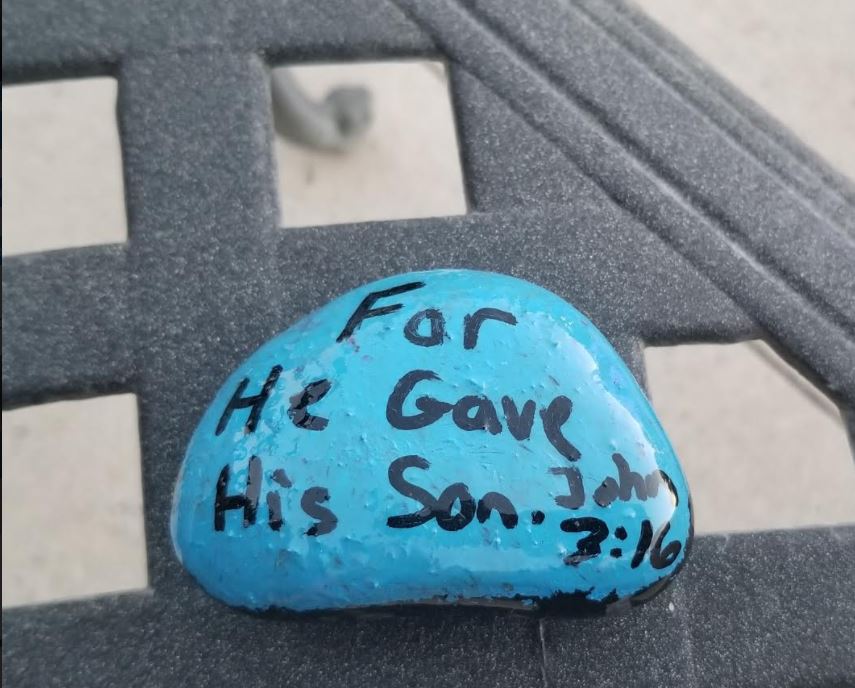 For
He Gave
His Son. John
3:16